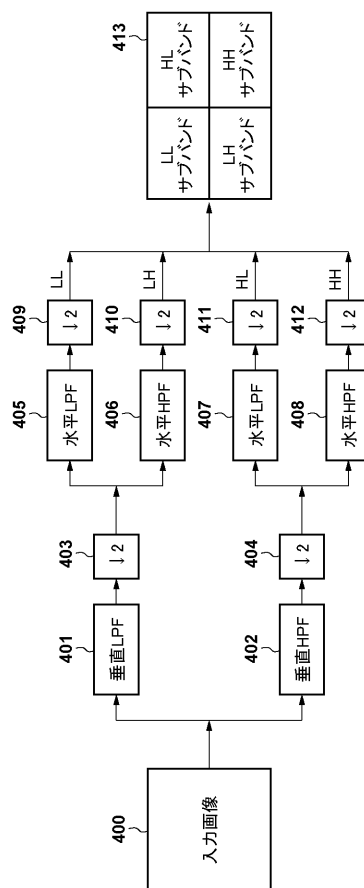 400
入力画像
401
垂直LPF
402
垂直HPF
403
↓2
404
↓2
405
水平LPF
406
水平HPF
407
水平LPF
408
水平HPF
409
↓2
410
↓2
411
↓2
412
↓2
LL
LH
HL
HH
413
LL
サブバンド
HL
サブバンド
LH
サブバンド
HH
サブバンド